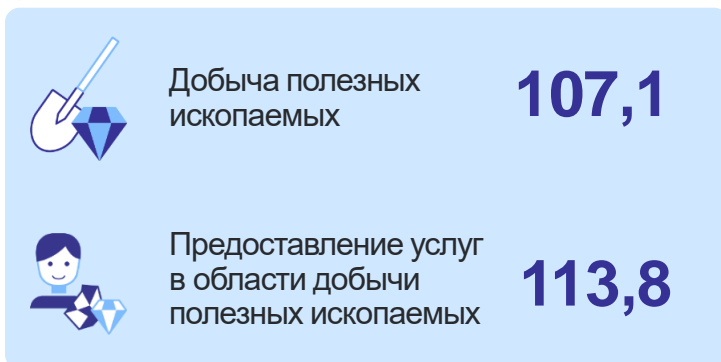 Добыча полезных
ископаемых
107,1
Предоставление услуг
в области добычи
полезных ископаемых
113,8